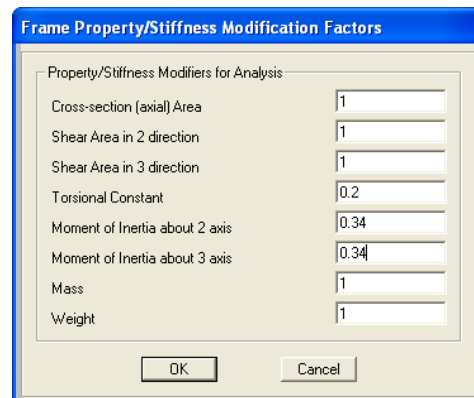 Frame Property/Stiffness Modification Factors
Property/Stiffness Modifiers for Analysis
Cross-section (axial) Area 1
Shear Area in 2 direction 1
Shear Area in 3 direction 1
Torsional Constant 0.2
Moment of Inertia about 2 axis 0.34
Moment of Inertia about 3 axis 0.34
Mass 1
Weight 1
OK Cancel